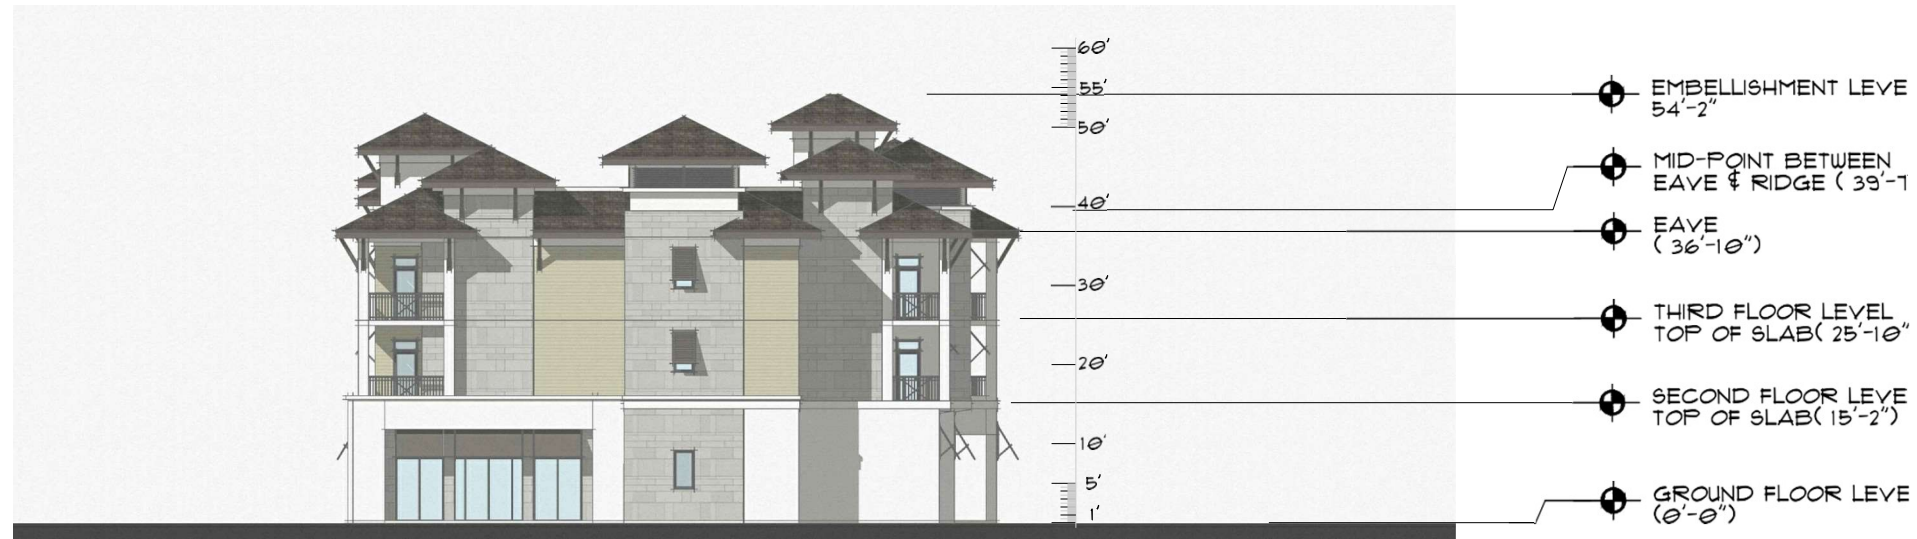 60'
55'
50'
40'
30'
20'
10'
5'
1'
EMBELLISHMENT LEVE
54'-2"
MID-POINT BETWEEN
EAVE & RIDGE ( 39'-1
EAVE
( 36'-10")
THIRD FLOOR LEVEL
TOP OF SLAB( 25'-10"
SECOND FLOOR LEVE
TOP OF SLAB( 15'-2")
GROUND FLOOR LEVE
(0'-0")